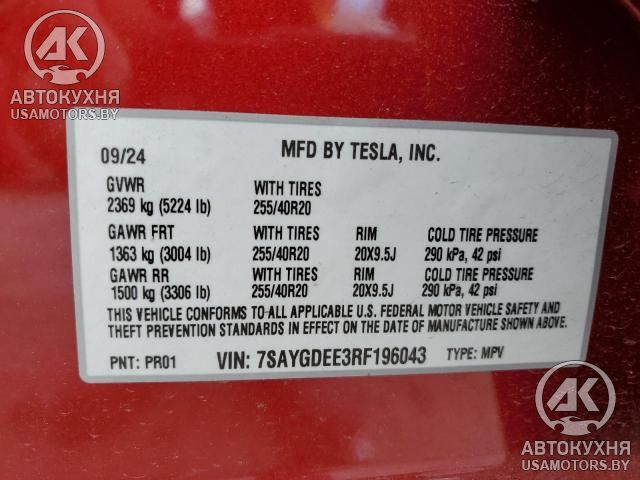 АК
АВТОКУХНЯ
USAMOTORS.BY
09/24 MFD BY TESLA, INC.
GVWR WITH TIRES
2369 kg (5224 lb) 255/40R20
GAWR FRT WITH TIRES RIM COLD TIRE PRESSURE
1363 kg (3004 lb) 255/40R20 20X9.5J 290 kPa, 42 psi
GAWR RR WITH TIRES COLD TIRE PRESSURE
1500 kg (3306 lb) 255/40R20 20X9.5J 290 kPa, 42 psi
THIS VEHICLE CONFORMS TO ALL APPLICABLE U.S. FEDERAL MOTOR VEHICLE SAFETY AND
THEFT PREVENTION STANDARDS IN EFFECT ON THE DATE OF MANUFACTURE SHOWN ABOVE.
PNT: PR01 VIN: 7SAYGDEE3RF196043 TYPE: MPV
АК
АВТОКУХНЯ
USAMOTORS.BY